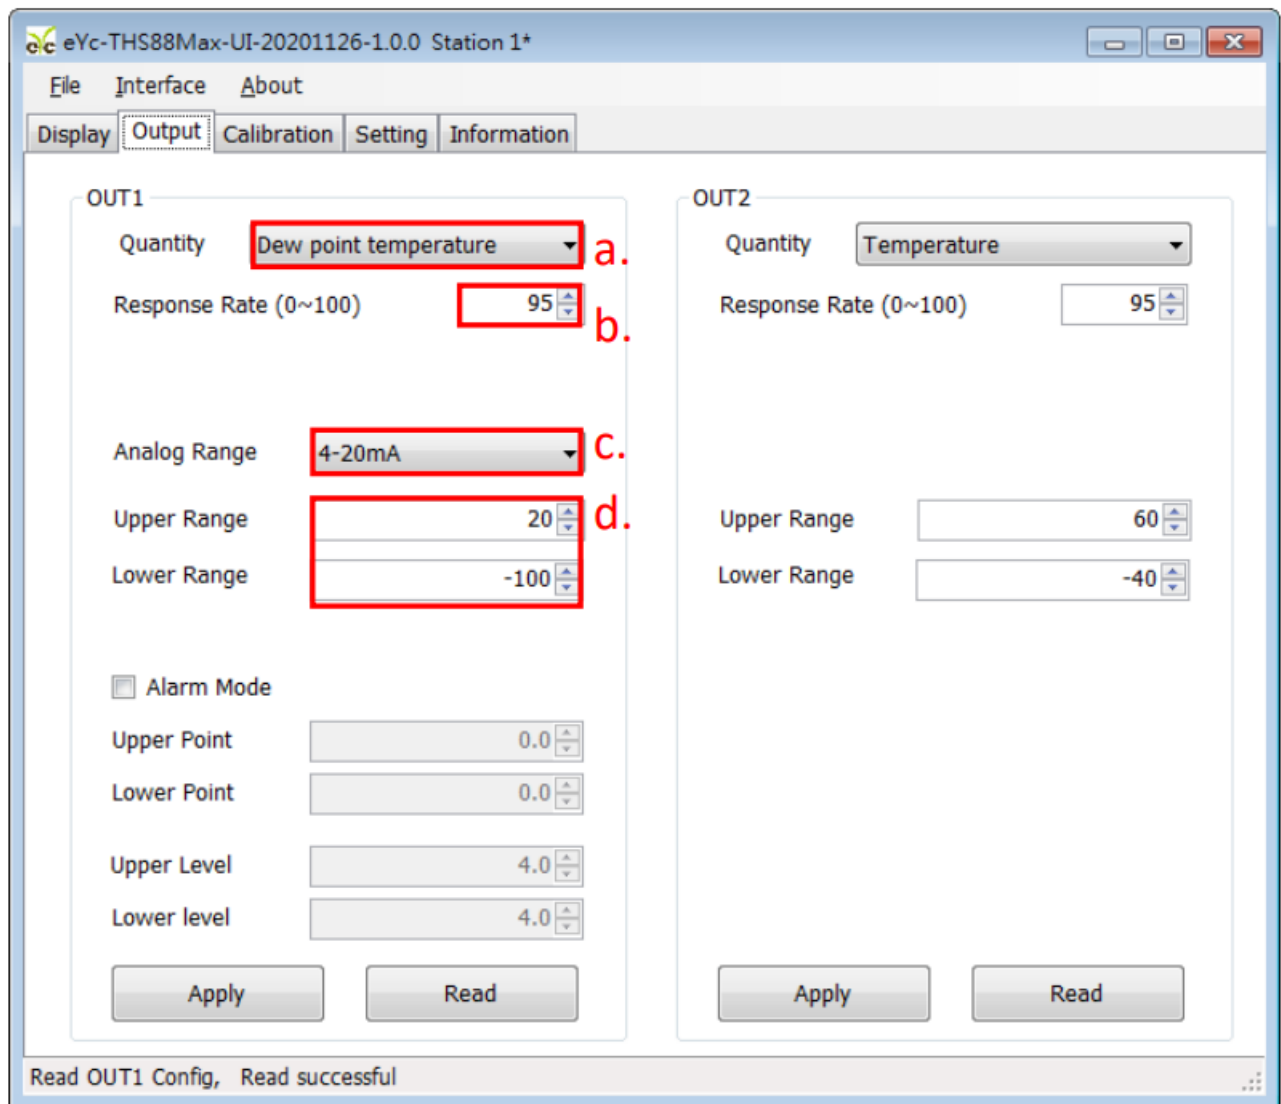 eYc eYc-THS88Max-UI-20201126-1.0.0 Station 1*
File Interface About
Display Output Calibration Setting Information
OUT1
Quantity Dew point temperature a.
Response Rate (0~100) 95 b.
Analog Range 4-20mA c.
Upper Range 20 d.
Lower Range -100
Alarm Mode
Upper Point 0.0
Lower Point 0.0
Upper Level 4.0
Lower level 4.0
Apply Read
OUT2
Quantity Temperature
Response Rate (0~100) 95
Upper Range 60
Lower Range -40
Apply Read
Read OUT1 Config, Read successful